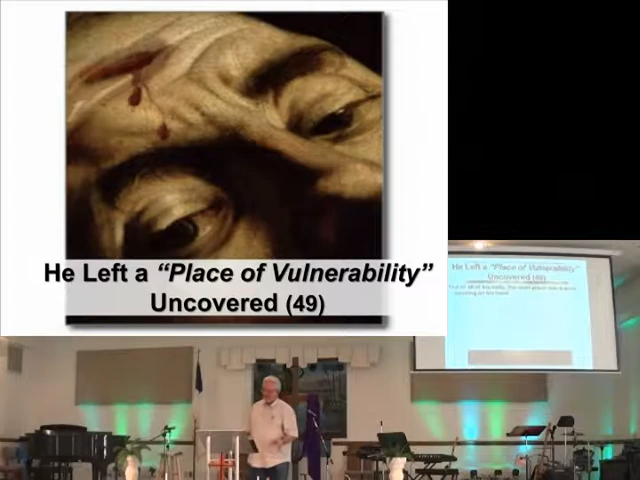 He Left a “Place of Vulnerability”
Uncovered (49)
He Left a “Place of Vulnerability”
Uncovered (49)